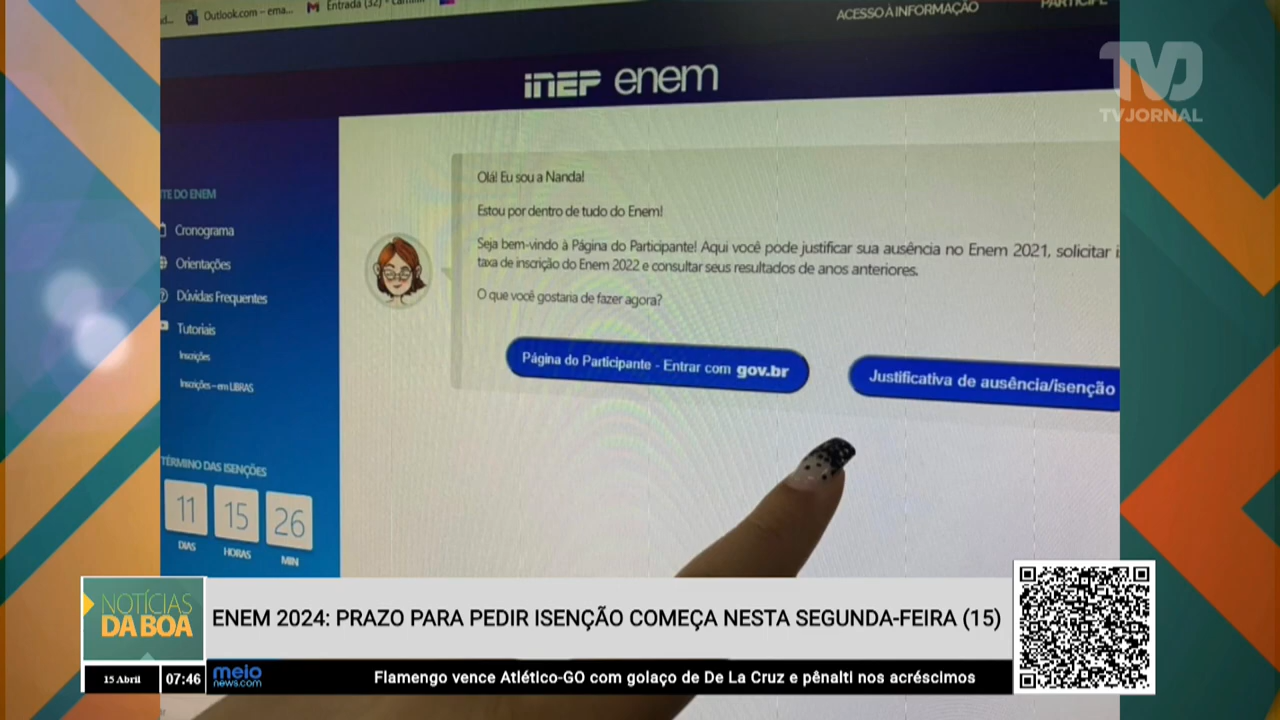 Outlook.com – ema...
Entrada (32)
ACESSO À INFORMAÇÃO
PARTICIPE
inep enem
TVJ
TV JORNAL
TE DO ENEM
Cronograma
Orientações
Dúvidas Frequentes
Tutoriais
Inscrições
Inscrições – em LIBRAS
Olá! Eu sou a Nanda!
Estou por dentro de tudo do Enem!
Seja bem-vindo à Página do Participante! Aqui você pode justificar sua ausência no Enem 2021, solicitar i
taxa de inscrição do Enem 2022 e consultar seus resultados de anos anteriores.
O que você gostaria de fazer agora?
Página do Participante - Entrar com gov.br
Justificativa de ausência/isenção
TÉRMINO DAS ISENÇÕES
11 15 26
DIAS HORAS MIN
NOTÍCIAS
DA BOA
ENEM 2024: PRAZO PARA PEDIR ISENÇÃO COMEÇA NESTA SEGUNDA-FEIRA (15)
15 Abril 07:46
meio
news.com
Flamengo vence Atlético-GO com golaço de De La Cruz e pênalti nos acréscimos